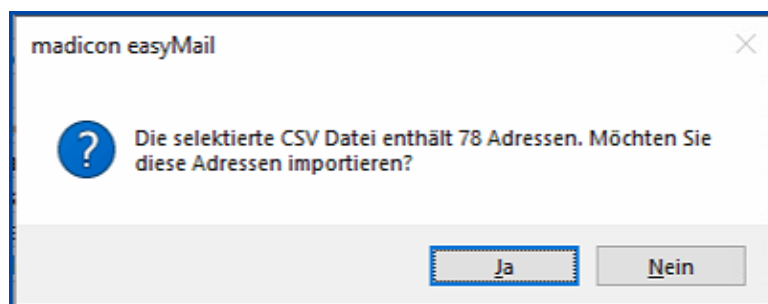 madicon easyMail
Die selektierte CSV Datei enthält 78 Adressen. Möchten Sie
diese Adressen importieren?
Ja
Nein